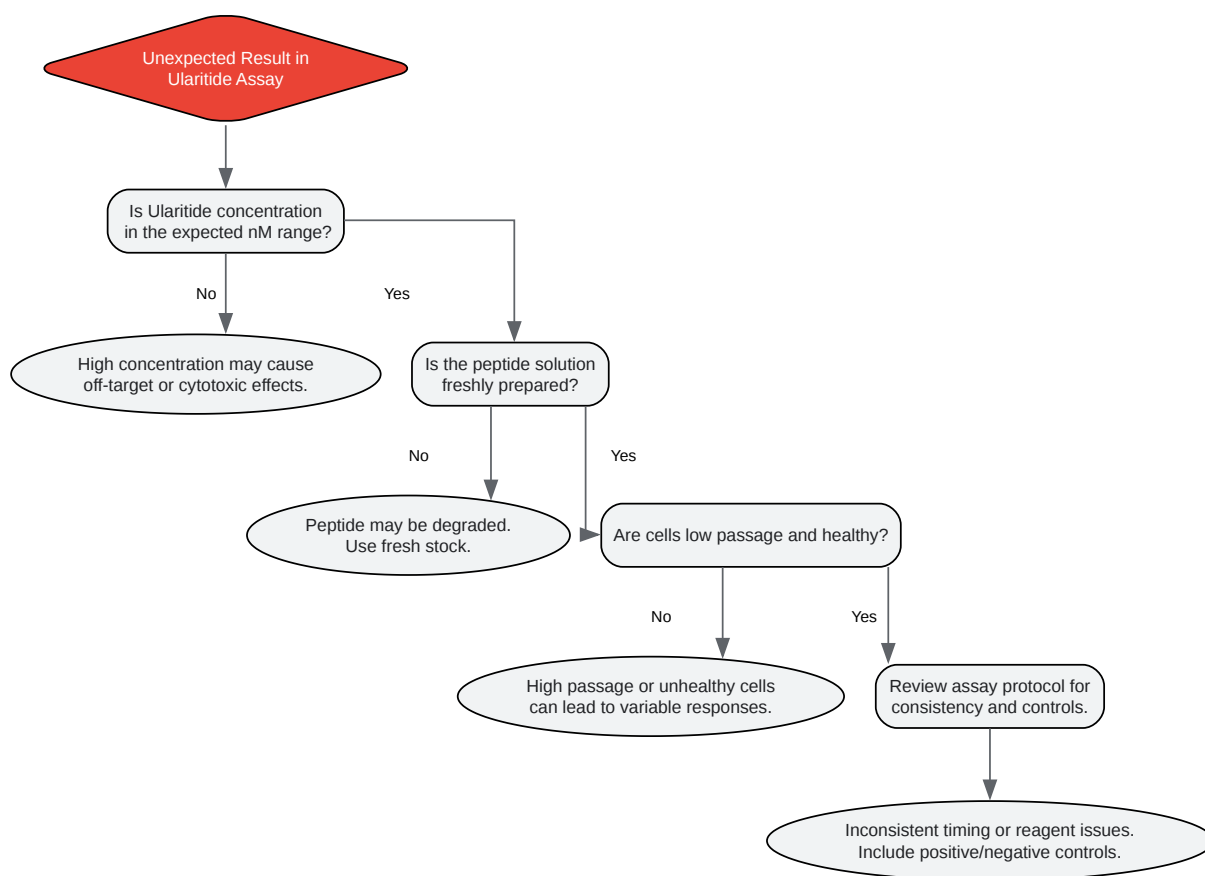 Unexpected Result in
Ularitide Assay
Is Ularitide concentration
in the expected nM range?
No
Yes
High concentration may cause
off-target or cytotoxic effects.
Is the peptide solution
freshly prepared?
No
Yes
Peptide may be degraded.
Use fresh stock.
Are cells low passage and healthy?
No
Yes
High passage or unhealthy cells
can lead to variable responses.
Review assay protocol for
consistency and controls.
Inconsistent timing or reagent issues.
Include positive/negative controls.